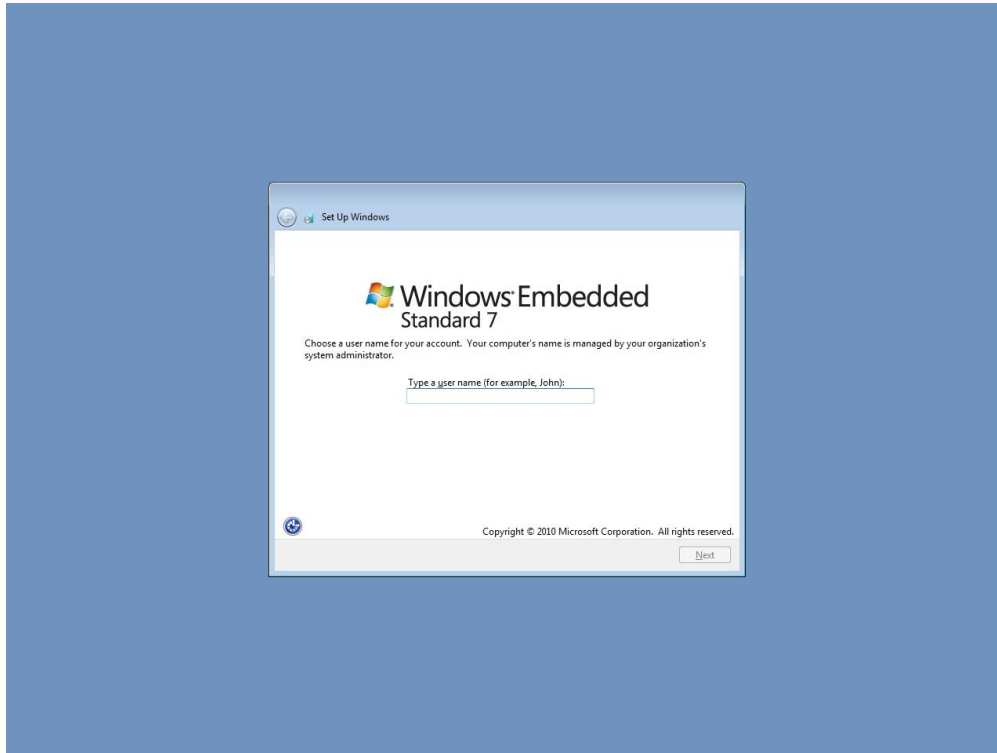 Set Up Windows
Windows® Embedded
Standard 7
Choose a user name for your account. Your computer's name is managed by your organization's
system administrator.
Type a user name (for example, John):
Copyright © 2010 Microsoft Corporation. All rights reserved.
Next